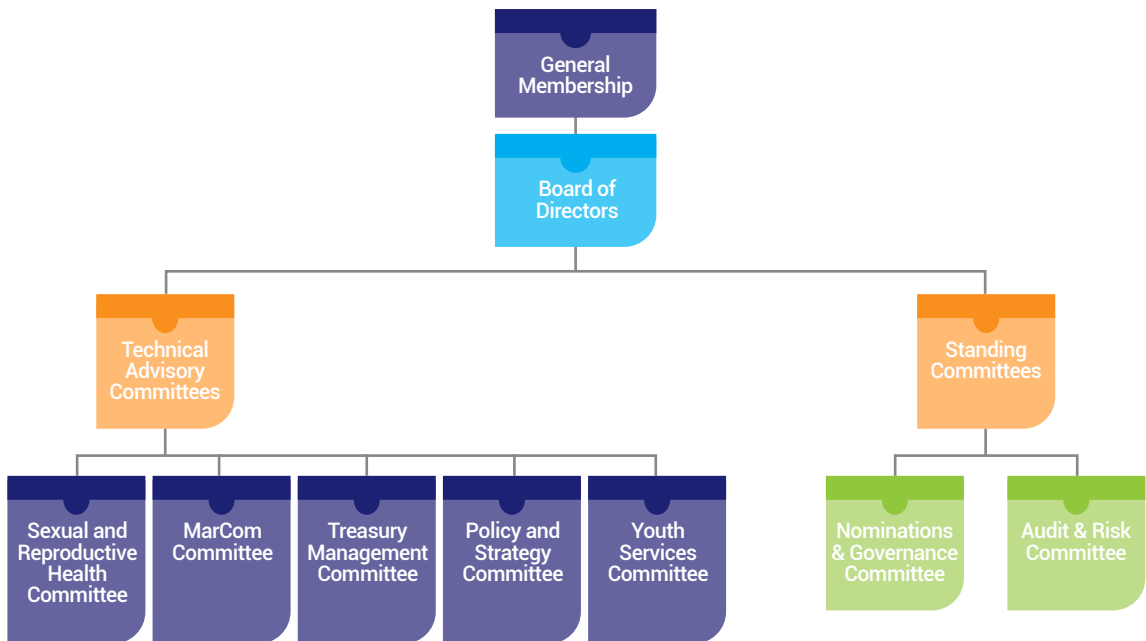 General
Membership
Board of
Directors
Technical
Advisory
Committees
Standing
Committees
Sexual and
Reproductive
Health
Committee
MarCom
Committee
Treasury
Management
Committee
Policy and
Strategy
Committee
Youth
Services
Committee
Nominations
& Governance
Committee
Audit & Risk
Committee